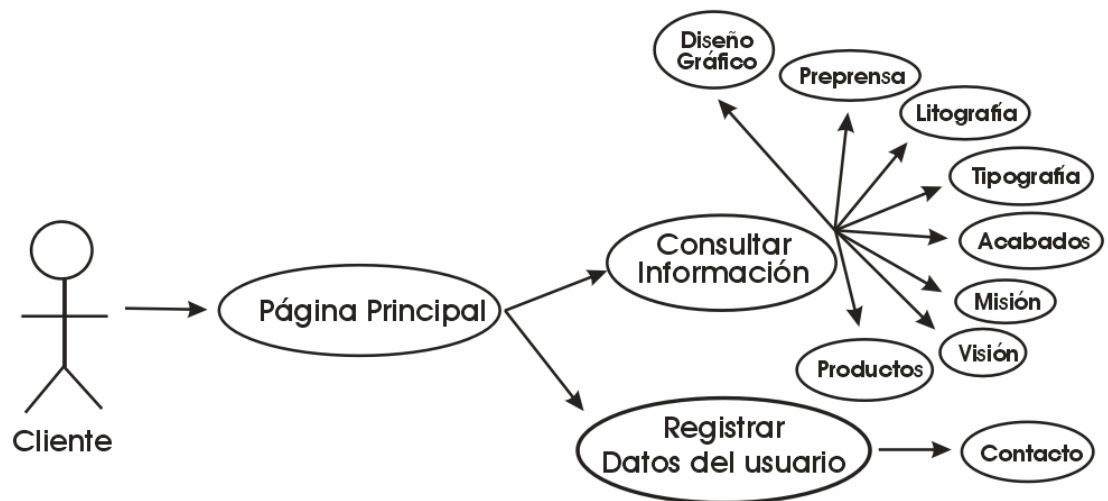 Diseño
Gráfico
Preprensa
Litografía
Tipografía
Consultar
Información
Acabados
Página Principal
Misión
Visión
Productos
Registrar
Datos del usuario
Contacto
Cliente